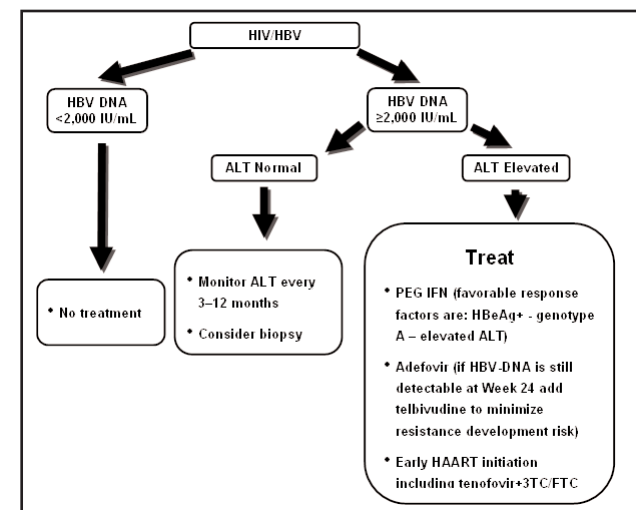 HIV/HBV
HBV DNA
<2,000 IU/mL
HBV DNA
≥2,000 IU/mL
ALT Normal
ALT Elevated
• No treatment
• Monitor ALT every
3–12 months
• Consider biopsy
Treat
• PEG IFN (favorable response
factors are: HBeAg+ - genotype
A – elevated ALT)
• Adefovir (if HBV-DNA is still
detectable at Week 24 add
telbivudine to minimize
resistance development risk)
• Early HAART initiation
including tenofovir+3TC/FTC